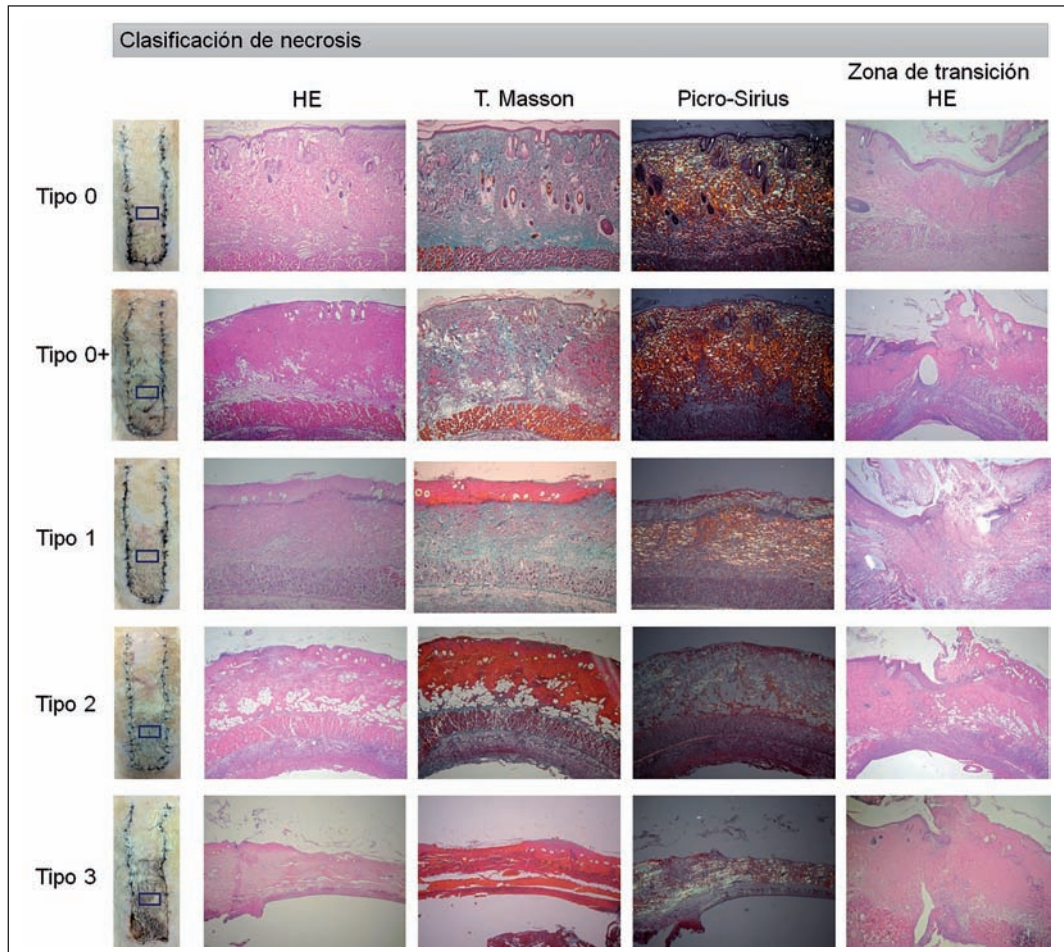 Clasificación de necrosis
Zona de transición
HE
T. Masson
Picro-Sirius
HE
Tipo 0
Tipo 0+
Tipo 1
Tipo 2
Tipo 3